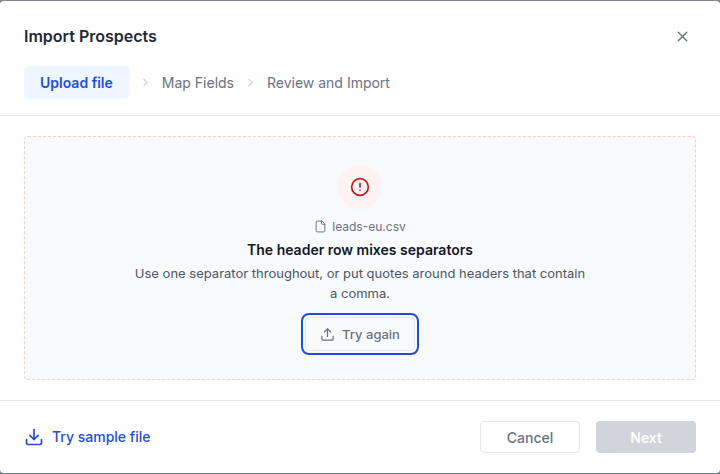 Import Prospects
Upload file
Map Fields
Review and Import
leads-eu.csv
The header row mixes separators
Use one separator throughout, or put quotes around headers that contain
a comma.
Try again
Try sample file
Cancel
Next